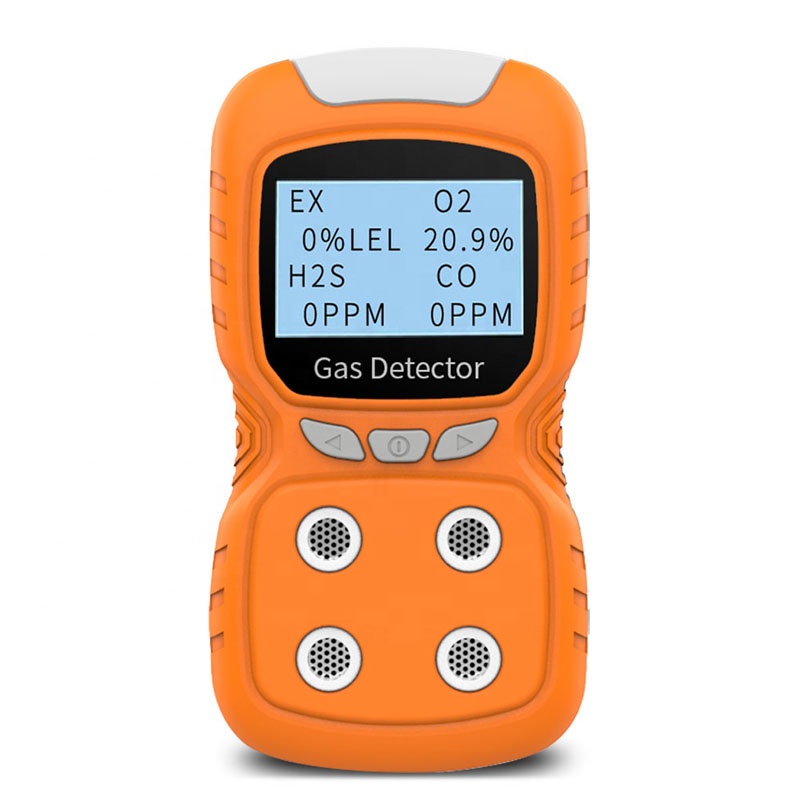 EX O2
0%LEL 20.9%
H2S CO
0PPM 0PPM
Gas Detector